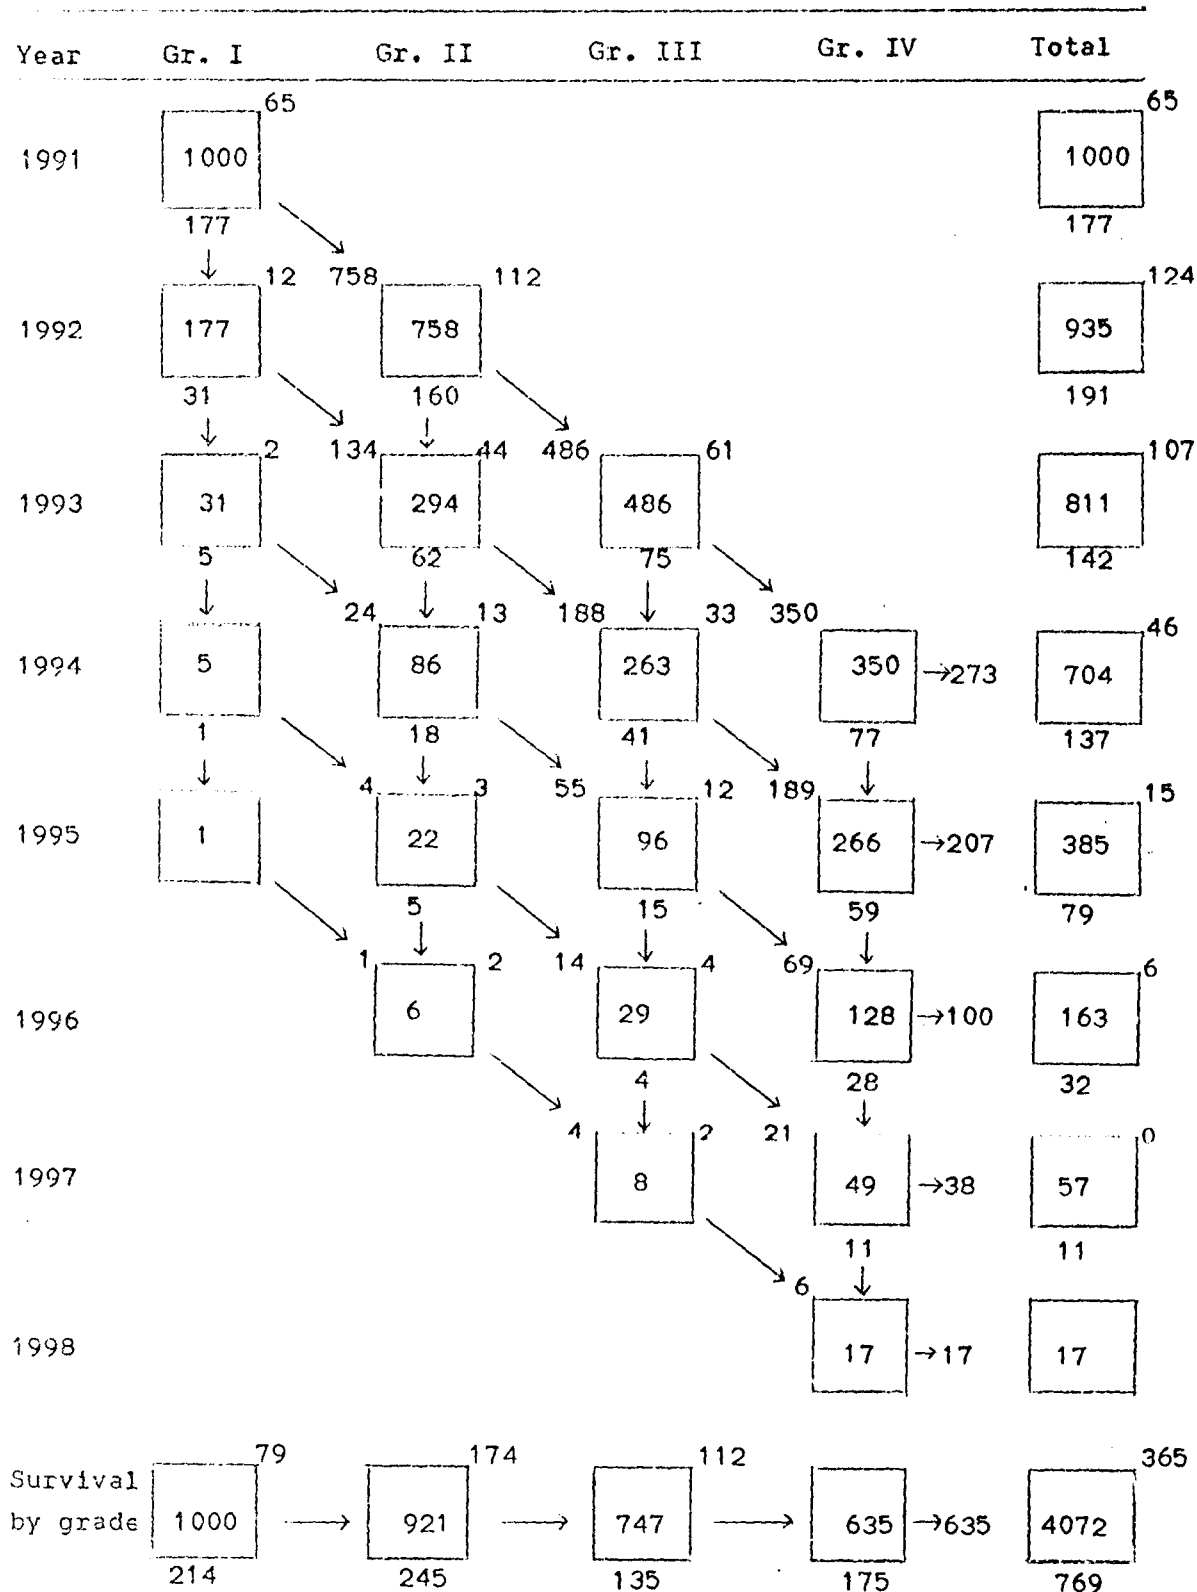 Year Gr. I Gr. II Gr. III Gr. IV Total
65 65
1991 1000 1000
177 177
12 758 112 124
1992 177 758 935
31 160 191
2 134 44 486 61 107
1993 31 294 486 811
5 62 75 142
24 13 188 33 350 46
1994 5 86 263 350 →273 704
1 18 41 77 137
4 3 55 12 189 15
1995 1 22 96 266 →207 385
5 15 59 79
1 2 14 4 69 6
1996 6 29 128 →100 163
4 28 32
4 2 21 0
1997 8 49 →38 57
11 11
6
1998 17 →17 17
79 174 112 365
Survival
by grade 1000 → 921 → 747 → 635 →635 4072
214 245 135 175 769